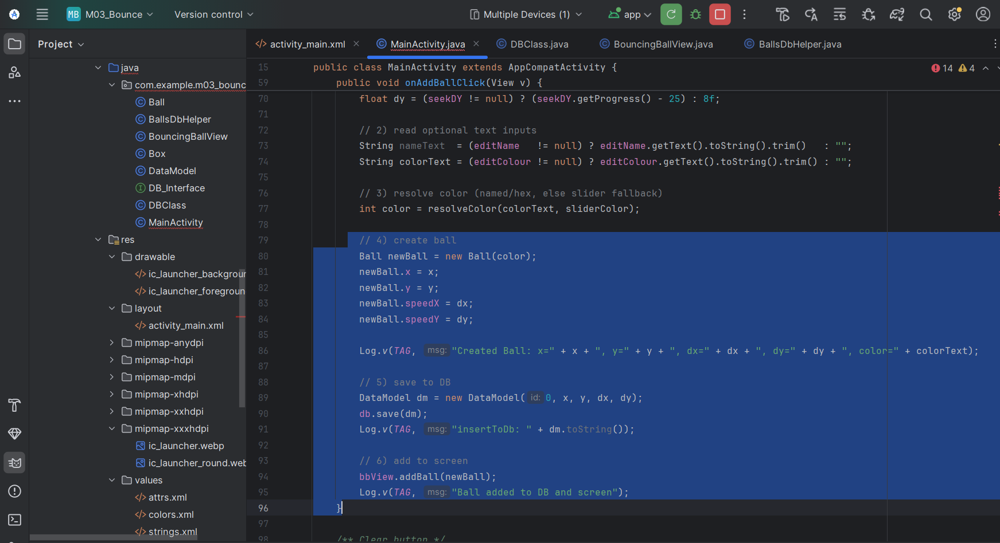 MB M03_Bounce Version control Multiple Devices (1) app
Project
java
com.example.m03_bounc
Ball
BallsDbHelper
BouncingBallView
Box
DataModel
DB_Interface
DBClass
MainActivity
res
drawable
ic_launcher_backgroun
ic_launcher_foregroun
layout
activity_main.xml
mipmap-anydpi
mipmap-hdpi
mipmap-mdpi
mipmap-xhdpi
mipmap-xxhdpi
mipmap-xxxhdpi
ic_launcher.webp
ic_launcher_round.web
values
attrs.xml
colors.xml
strings.xml
activity_main.xml MainActivity.java DBClass.java BouncingBallView.java BallsDbHelper.java
14 4
15 public class MainActivity extends AppCompatActivity {
59 public void onAddBallClick(View v) {
70 float dy = (seekDY != null) ? (seekDY.getProgress() - 25) : 8f;
71
72 // 2) read optional text inputs
73 String nameText  = (editName   != null) ? editName.getText().toString().trim()   : "";
74 String colorText = (editColour != null) ? editColour.getText().toString().trim() : "";
75
76 // 3) resolve color (named/hex, else slider fallback)
77 int color = resolveColor(colorText, sliderColor);
78
79 // 4) create ball
80 Ball newBall = new Ball(color);
81 newBall.x = x;
82 newBall.y = y;
83 newBall.speedX = dx;
84 newBall.speedY = dy;
85
86 Log.v(TAG, msg: "Created Ball: x=" + x + ", y=" + y + ", dx=" + dx + ", dy=" + dy + ", color=" + colorText);
87
88 // 5) save to DB
89 DataModel dm = new DataModel( id: 0, x, y, dx, dy);
90 db.save(dm);
91 Log.v(TAG, msg: "insertToDb: " + dm.toString());
92
93 // 6) add to screen
94 bbView.addBall(newBall);
95 Log.v(TAG, msg: "Ball added to DB and screen");
96 }
97
98 /** Clear button */